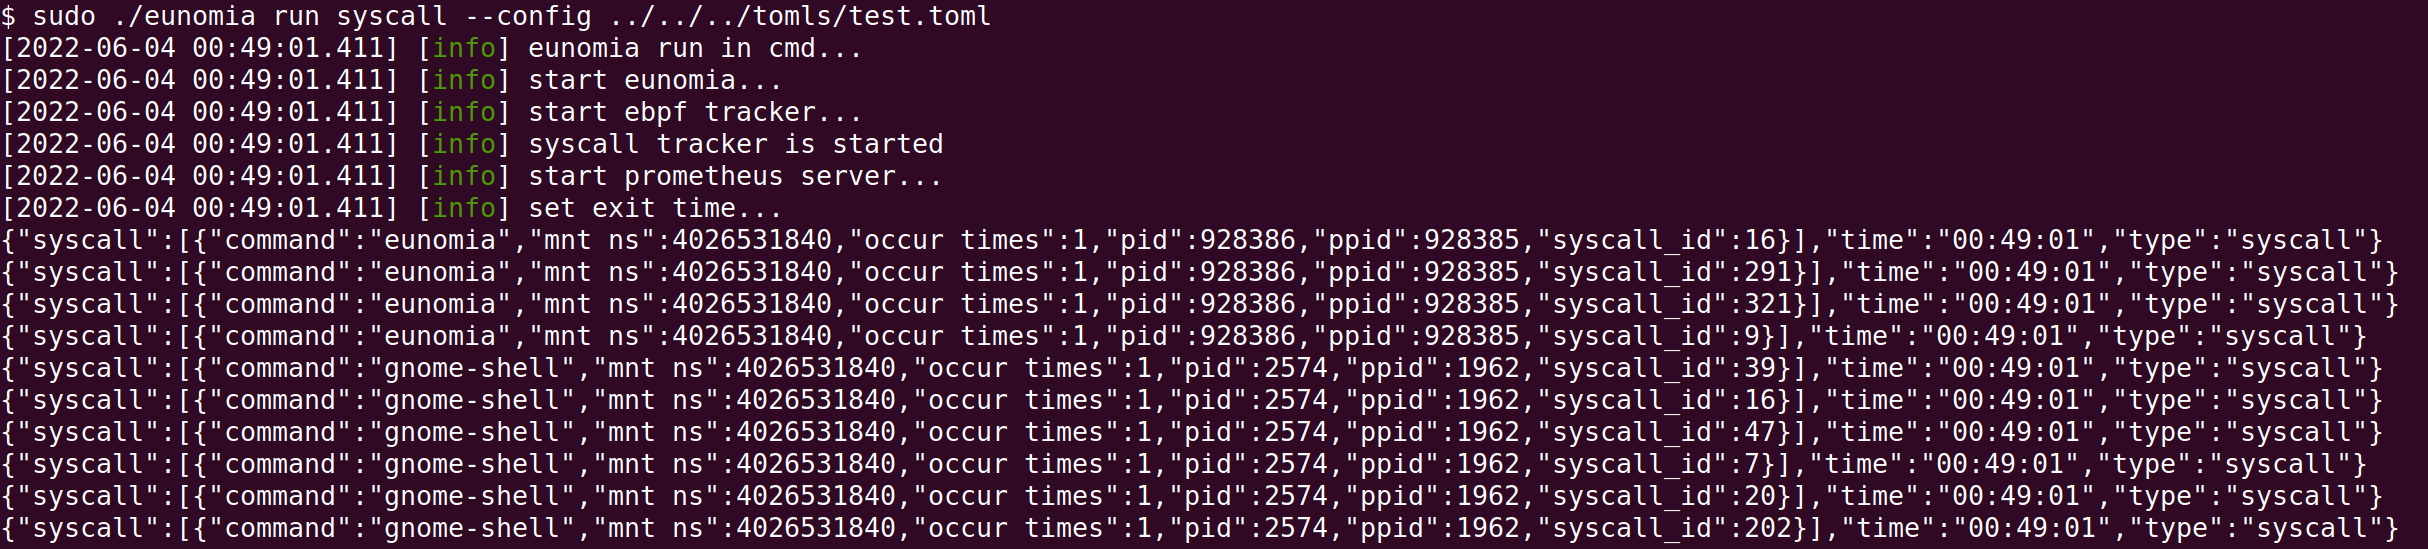 $ sudo ./eunomia run syscall --config ../../../tomls/test.toml
[2022-06-04 00:49:01.411] [info] eunomia run in cmd...
[2022-06-04 00:49:01.411] [info] start eunomia...
[2022-06-04 00:49:01.411] [info] start ebpf tracker...
[2022-06-04 00:49:01.411] [info] syscall tracker is started
[2022-06-04 00:49:01.411] [info] start prometheus server...
[2022-06-04 00:49:01.411] [info] set exit time...
{"syscall":[{"command":"eunomia","mnt ns":4026531840,"occur times":1,"pid":928386,"ppid":928385,"syscall_id":16}],"time":"00:49:01","type":"syscall"}
{"syscall":[{"command":"eunomia","mnt ns":4026531840,"occur times":1,"pid":928386,"ppid":928385,"syscall_id":291}],"time":"00:49:01","type":"syscall"}
{"syscall":[{"command":"eunomia","mnt ns":4026531840,"occur times":1,"pid":928386,"ppid":928385,"syscall_id":321}],"time":"00:49:01","type":"syscall"}
{"syscall":[{"command":"eunomia","mnt ns":4026531840,"occur times":1,"pid":928386,"ppid":928385,"syscall_id":9}],"time":"00:49:01","type":"syscall"}
{"syscall":[{"command":"gnome-shell","mnt ns":4026531840,"occur times":1,"pid":2574,"ppid":1962,"syscall_id":39}],"time":"00:49:01","type":"syscall"}
{"syscall":[{"command":"gnome-shell","mnt ns":4026531840,"occur times":1,"pid":2574,"ppid":1962,"syscall_id":16}],"time":"00:49:01","type":"syscall"}
{"syscall":[{"command":"gnome-shell","mnt ns":4026531840,"occur times":1,"pid":2574,"ppid":1962,"syscall_id":47}],"time":"00:49:01","type":"syscall"}
{"syscall":[{"command":"gnome-shell","mnt ns":4026531840,"occur times":1,"pid":2574,"ppid":1962,"syscall_id":7}],"time":"00:49:01","type":"syscall"}
{"syscall":[{"command":"gnome-shell","mnt ns":4026531840,"occur times":1,"pid":2574,"ppid":1962,"syscall_id":20}],"time":"00:49:01","type":"syscall"}
{"syscall":[{"command":"gnome-shell","mnt ns":4026531840,"occur times":1,"pid":2574,"ppid":1962,"syscall_id":202}],"time":"00:49:01","type":"syscall"}